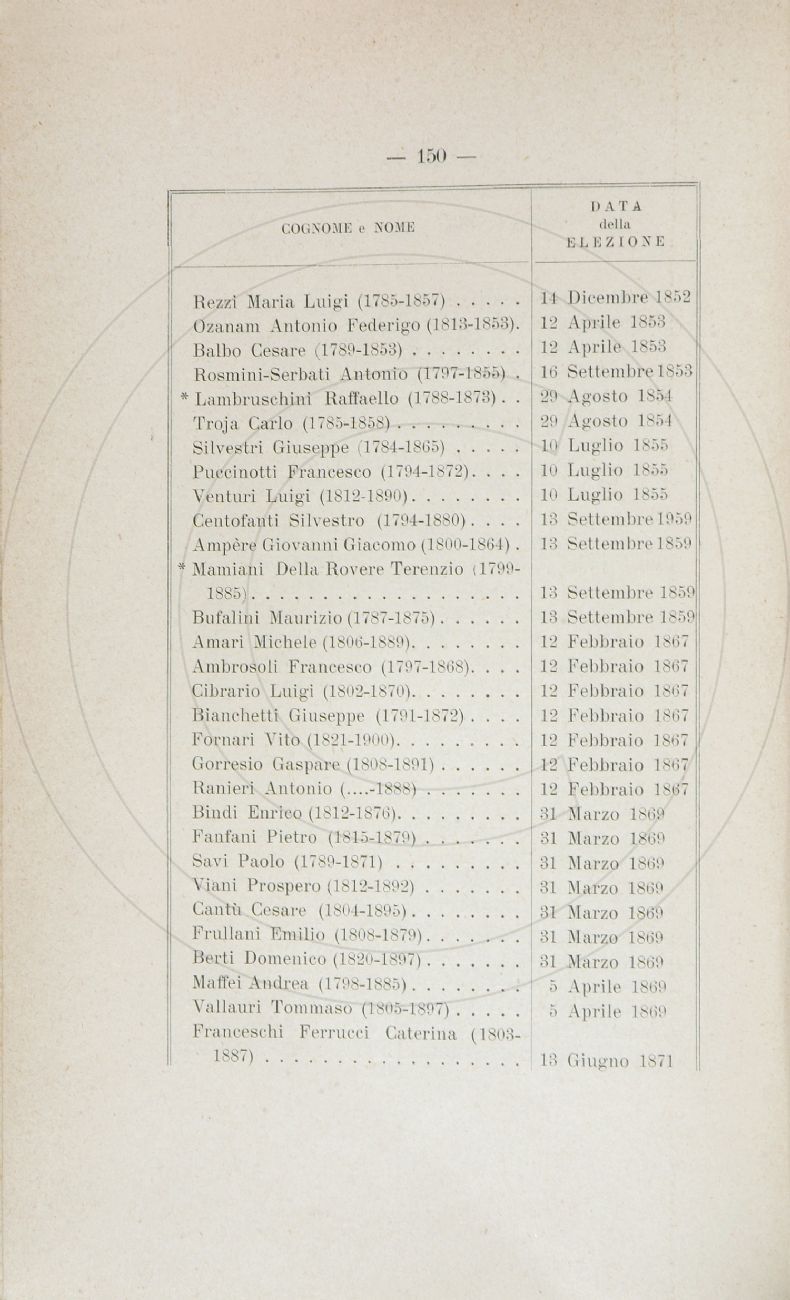 — 150 —
COGNOME e NOME
DATA
della
ELEZIONE
Rezzi Maria Luigi (1785-1857) . . . . . 14 Dicembre 1852
Ozanam Antonio Federigo (1813-1853). 12 Aprile 1853
Balbo Cesare (1789-1853) . . . . . . . . 12 Aprile 1853
Rosmini-Serbati Antonio (1797-1855) . 16 Settembre 1853
* Lambruschini Raffaello (1788-1873) . . 29 Agosto 1854
Troja Carlo (1785-1858) . . . . . . . . . 29 Agosto 1854
Silvestri Giuseppe (1784-1865) . . . . . 10 Luglio 1855
Puccinotti Francesco (1794-1872). . . . 10 Luglio 1855
Venturi Luigi (1812-1890). . . . . . . . 10 Luglio 1855
Centofanti Silvestro (1794-1880). . . . 13 Settembre 1959
Ampère Giovanni Giacomo (1800-1864) . 13 Settembre 1859
* Mamiani Della Rovere Terenzio (1799-
1885). . . . . . . . . . . . . . . . . . . 13 Settembre 1859
Bufalini Maurizio (1787-1875) . . . . . . 13 Settembre 1859
Amari Michele (1806-1889). . . . . . . . 12 Febbraio 1867
Ambrosoli Francesco (1797-1868). . . . 12 Febbraio 1867
Cibrario Luigi (1802-1870). . . . . . . . 12 Febbraio 1867
Bianchetti Giuseppe (1791-1872) . . . . 12 Febbraio 1867
Fornari Vito (1821-1900). . . . . . . . . 12 Febbraio 1867
Gorresio Gaspare (1808-1891) . . . . . . 12 Febbraio 1867
Ranieri Antonio (....-1888) . . . . . . . 12 Febbraio 1867
Bindi Enrico (1812-1876). . . . . . . . . 31 Marzo 1869
Fanfani Pietro (1815-1879) . . . . . . . 31 Marzo 1869
Savi Paolo (1789-1871) . . . . . . . . . 31 Marzo 1869
Viani Prospero (1812-1892) . . . . . . . 31 Marzo 1869
Cantù Cesare (1804-1895). . . . . . . . 31 Marzo 1869
Frullani Emilio (1808-1879). . . . . . . 31 Marzo 1869
Berti Domenico (1820-1897) . . . . . . . 31 Marzo 1869
Maffei Andrea (1798-1885) . . . . . . . . 5 Aprile 1869
Vallauri Tommaso (1805-1897) . . . . . 5 Aprile 1869
Franceschi Ferrucci Caterina (1803-
1887) . . . . . . . . . . . . . . . . . . 13 Giugno 1871